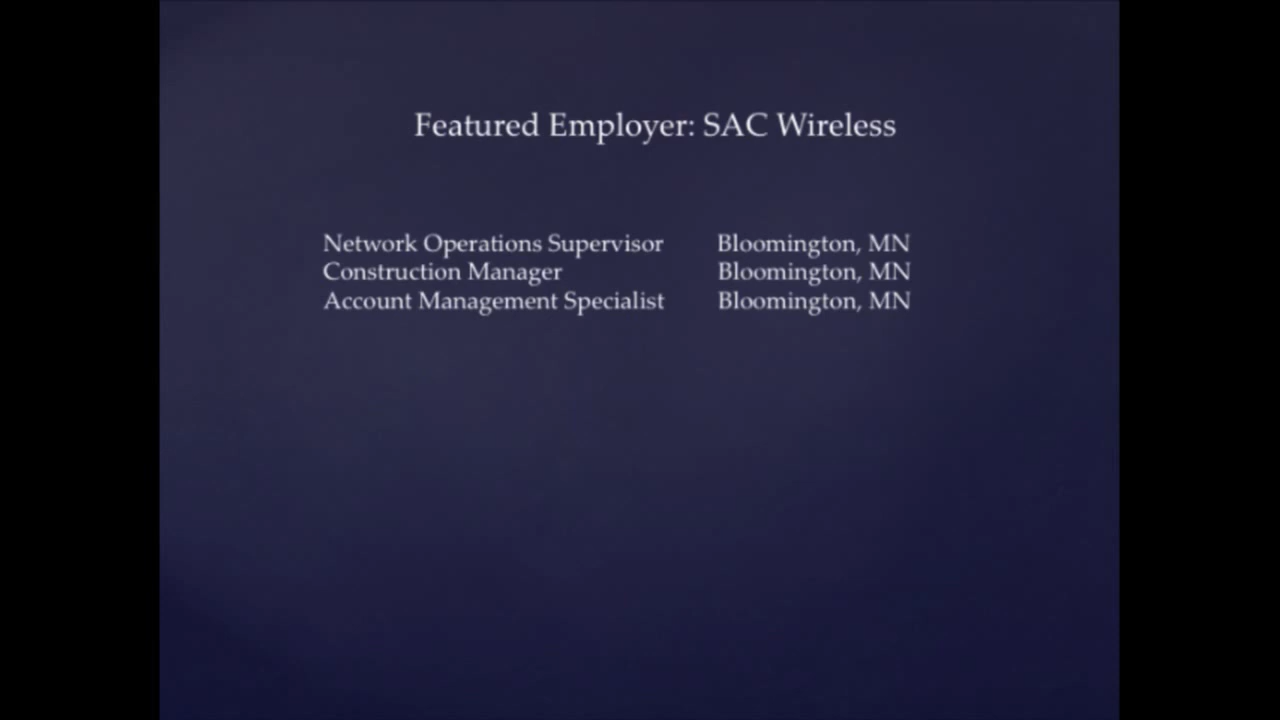 Featured Employer: SAC Wireless
Network Operations Supervisor Bloomington, MN
Construction Manager Bloomington, MN
Account Management Specialist Bloomington, MN